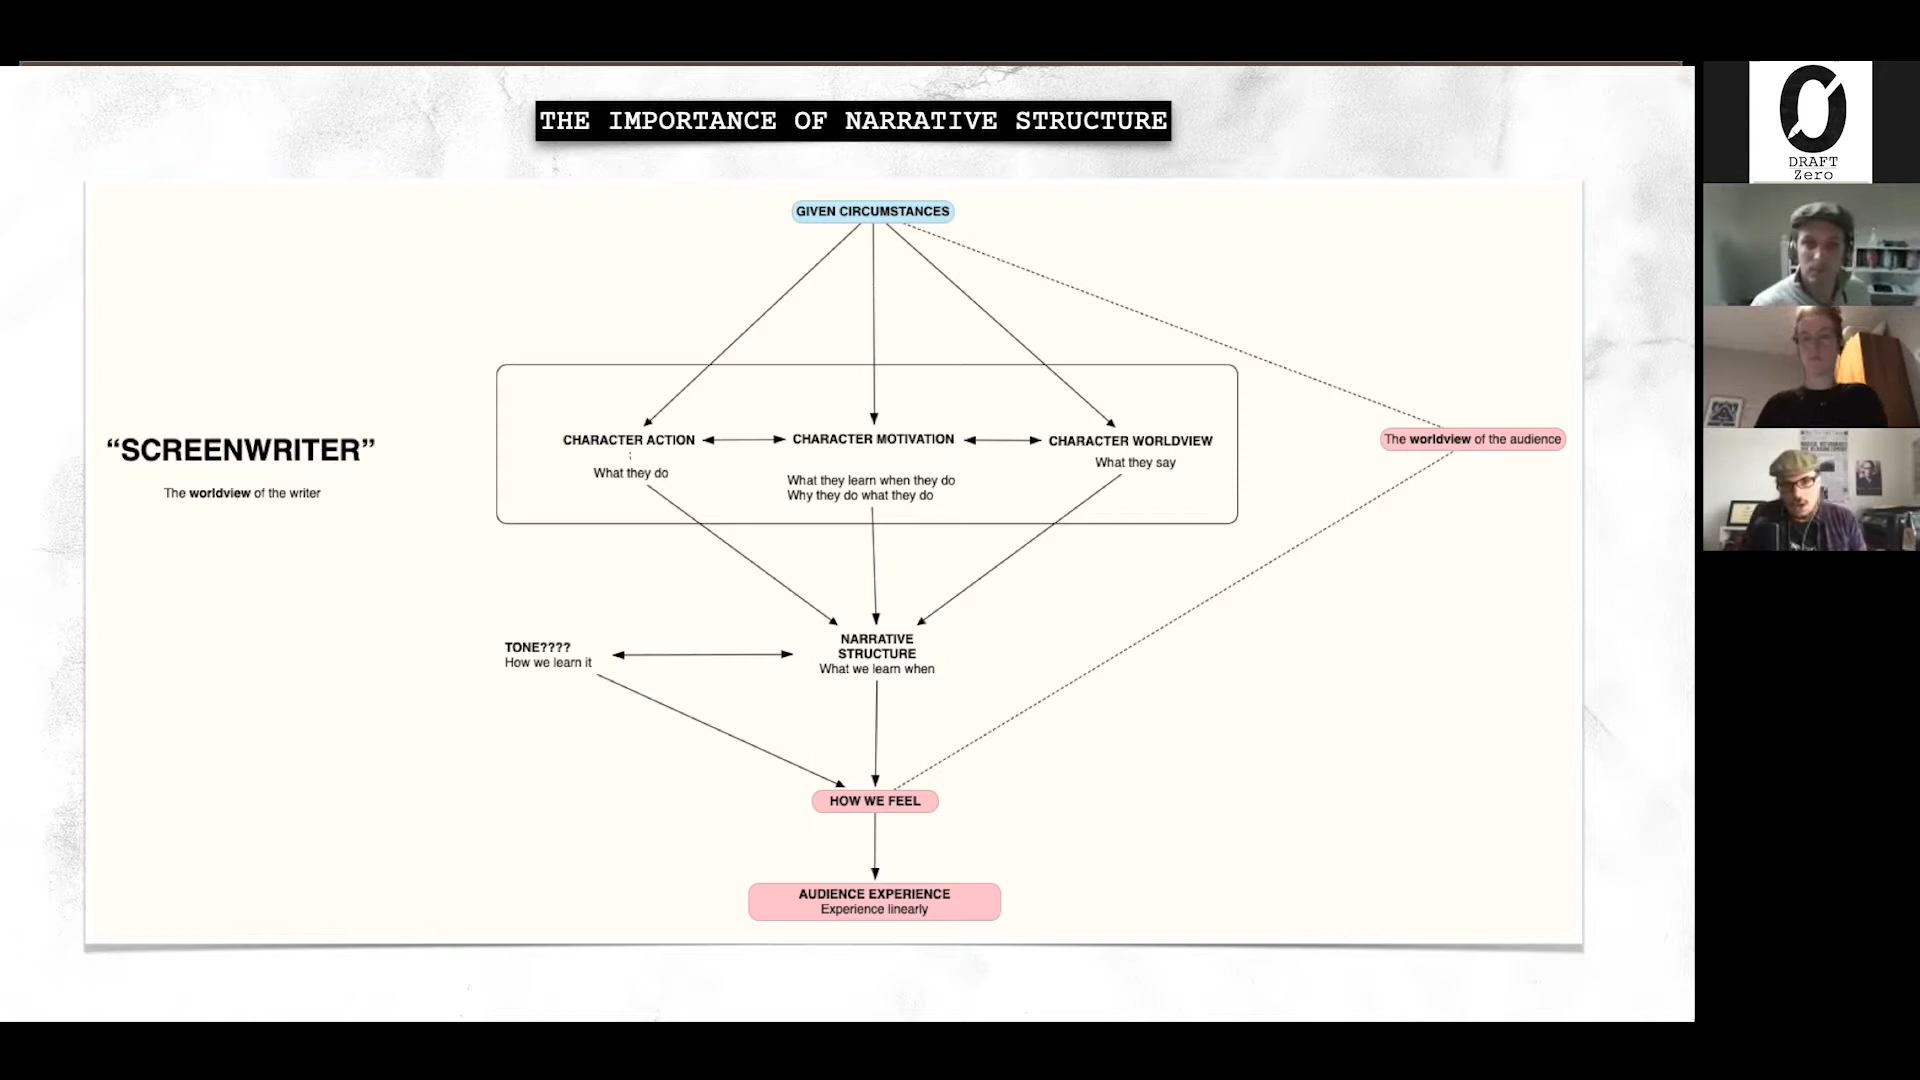 THE IMPORTANCE OF NARRATIVE STRUCTURE
GIVEN CIRCUMSTANCES
“SCREENWRITER”
The worldview of the writer
CHARACTER ACTION
What they do
CHARACTER MOTIVATION
What they learn when they do
Why they do what they do
CHARACTER WORLDVIEW
What they say
The worldview of the audience
TONE????
How we learn it
NARRATIVE
STRUCTURE
What we learn when
HOW WE FEEL
AUDIENCE EXPERIENCE
Experience linearly
DRAFT
Zero